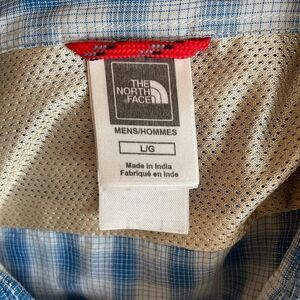 THE
NORTH
FACE
MENS/HOMMES
L/G
Made in India
Fabriqué en Inde